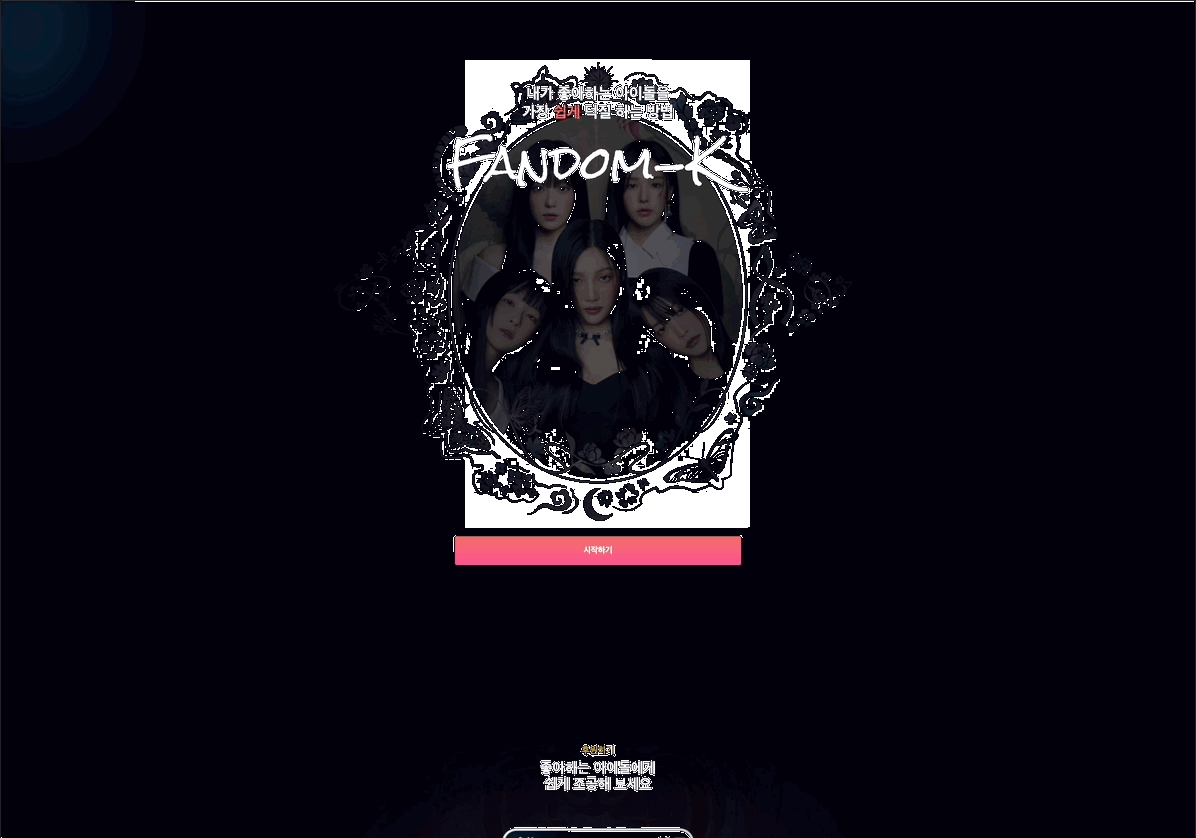 내가 좋아하는 아이돌을
가장 쉽게 덕질 하는 방법
FANDOM-K
시작하기
후원하기
좋아하는 아이돌에게
쉽게 조공해 보세요